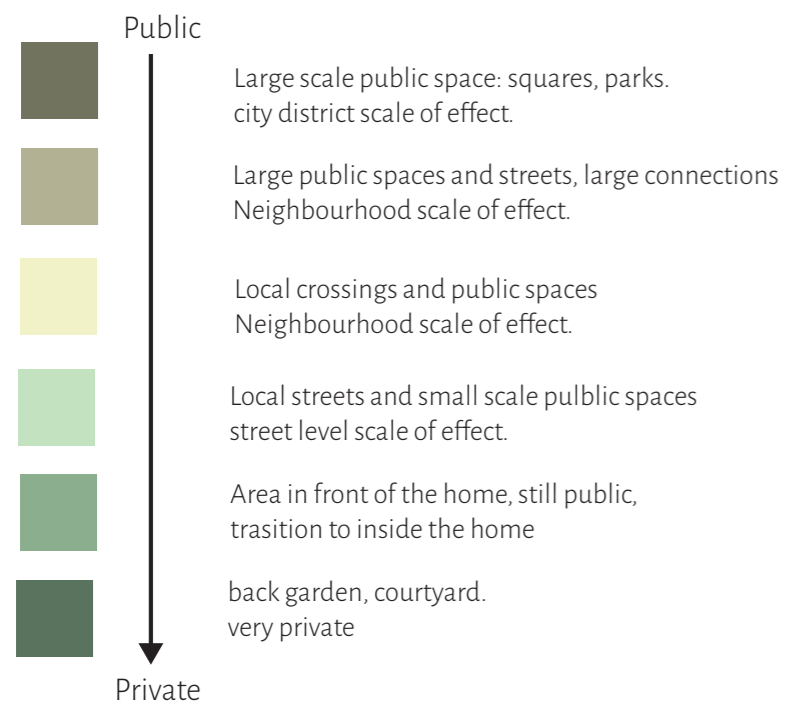 Public
Large scale public space: squares, parks.
city district scale of effect.
Large public spaces and streets, large connections
Neighbourhood scale of effect.
Local crossings and public spaces
Neighbourhood scale of effect.
Local streets and small scale pulblic spaces
street level scale of effect.
Area in front of the home, still public,
trasition to inside the home
back garden, courtyard.
very private
Private